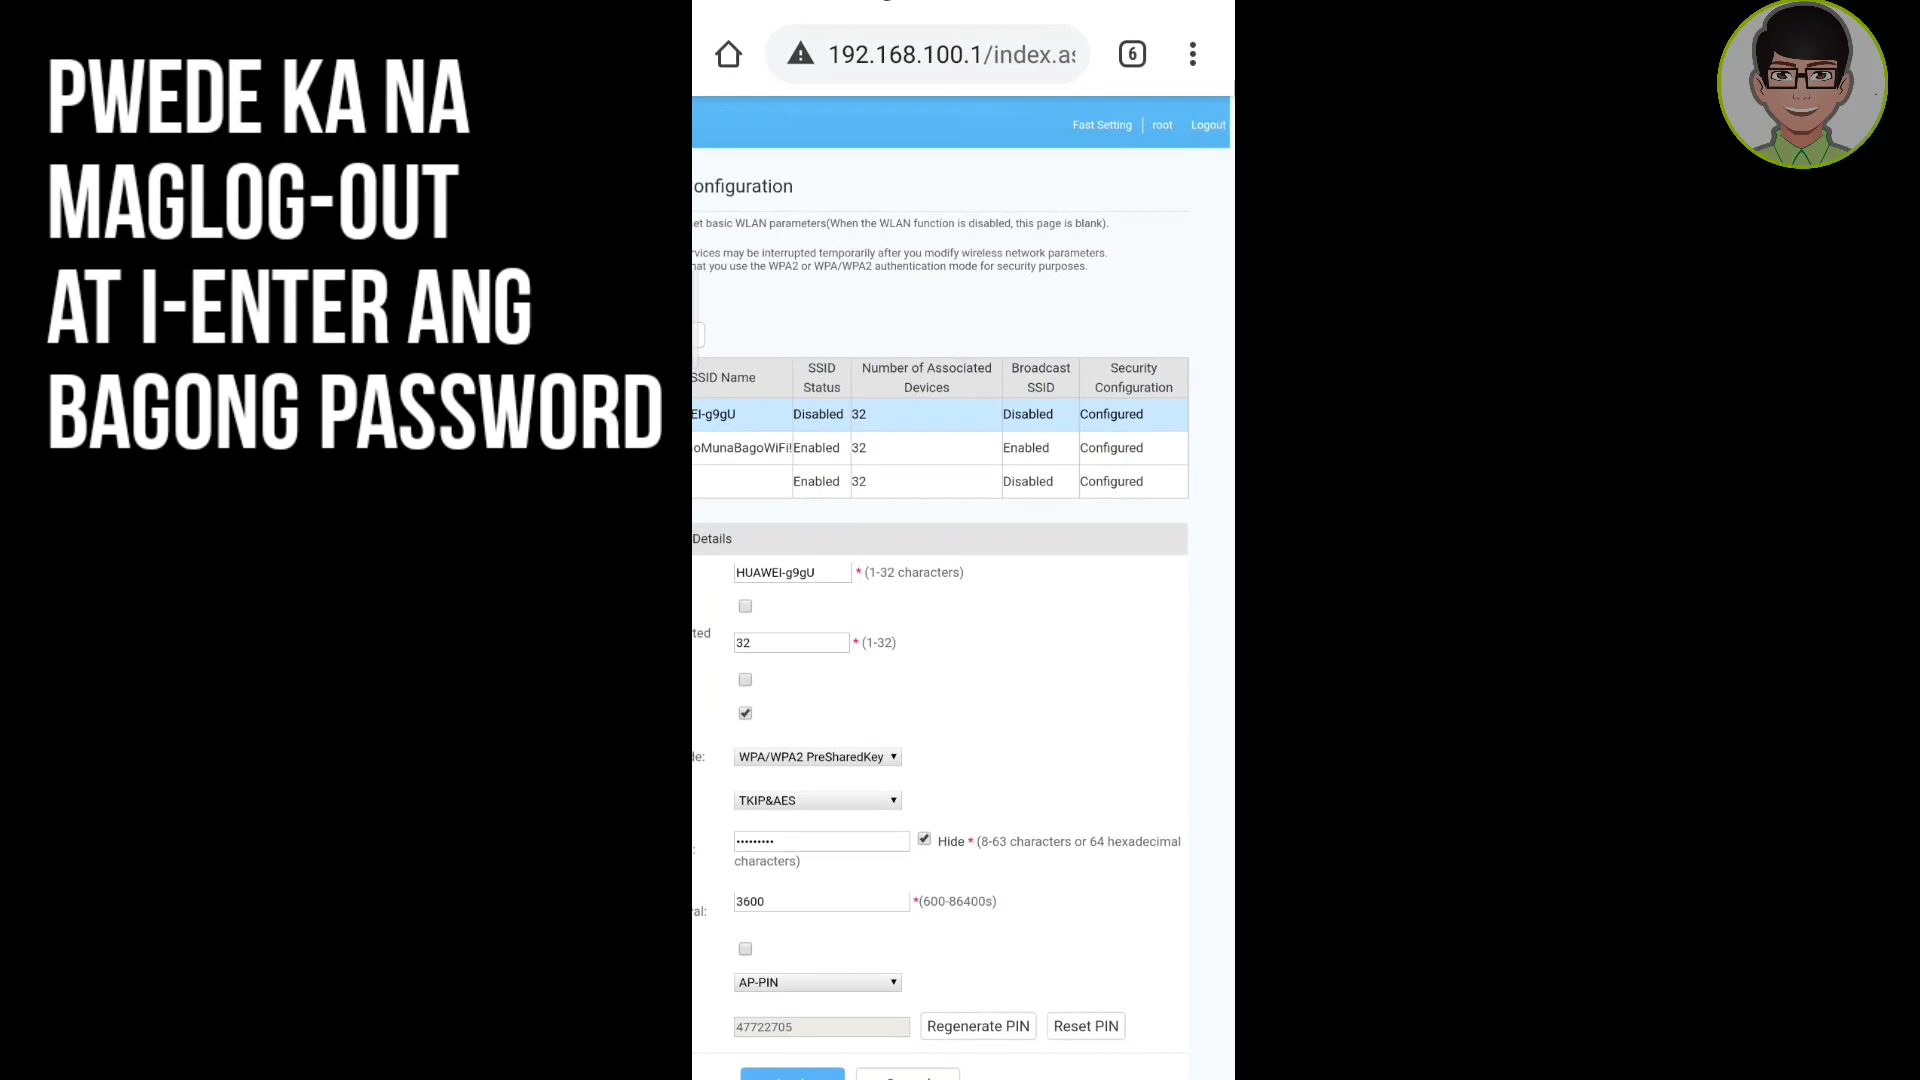 PWEDE KA NA
MAGLOG-OUT
AT I-ENTER ANG
BAGONG PASSWORD
192.168.100.1/index.as
6
Fast Setting root Logout
onfiguration
et basic WLAN parameters(When the WLAN function is disabled, this page is blank).
rvices may be interrupted temporarily after you modify wireless network parameters.
hat you use the WPA2 or WPA/WPA2 authentication mode for security purposes.
SSID Name SSID Status Number of Associated Devices Broadcast SSID Security Configuration
EI-g9gU Disabled 32 Disabled Configured
oMunaBagoWiFi! Enabled 32 Enabled Configured
Enabled 32 Disabled Configured
Details
HUAWEI-g9gU * (1-32 characters)
ted
32 * (1-32)
de: WPA/WPA2 PreSharedKey
TKIP&AES
: ••••••••• Hide * (8-63 characters or 64 hexadecimal
characters)
3600 *(600-86400s)
val:
AP-PIN
47722705 Regenerate PIN Reset PIN